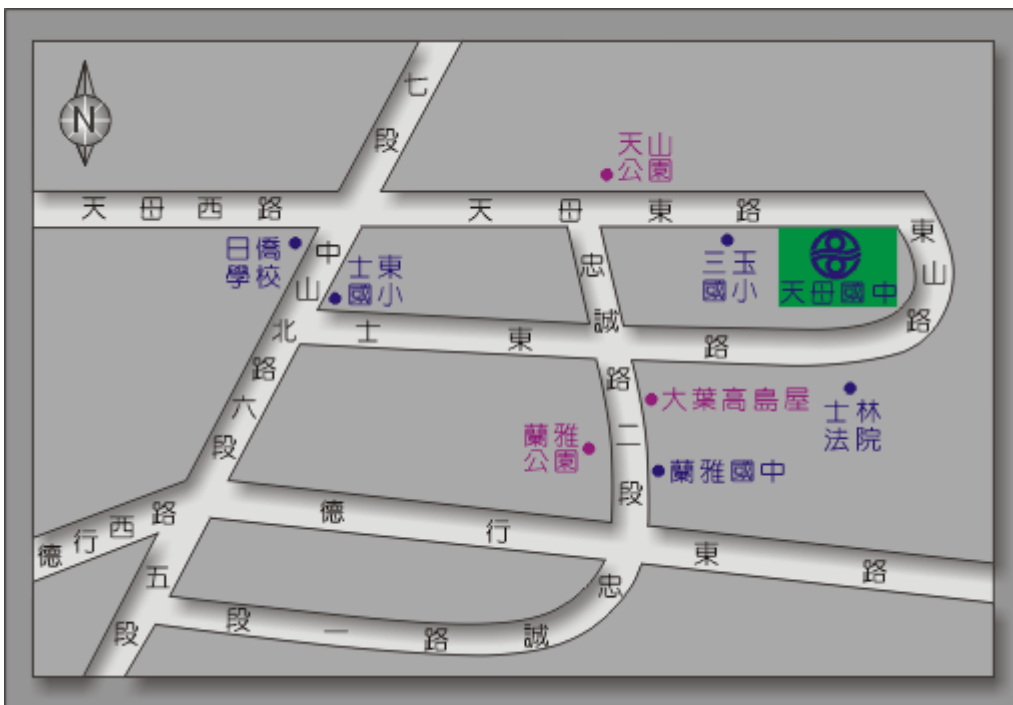 N
七段
天山
公園
天母西路
天母東路
東山路
日僑
學校
中山北路六段
士東
國小
忠誠路二段
三玉
國小
天母國中
士東路
大葉高島屋
士林
法院
蘭雅
公園
蘭雅國中
德行西路
德行東路
五段
忠誠路一段